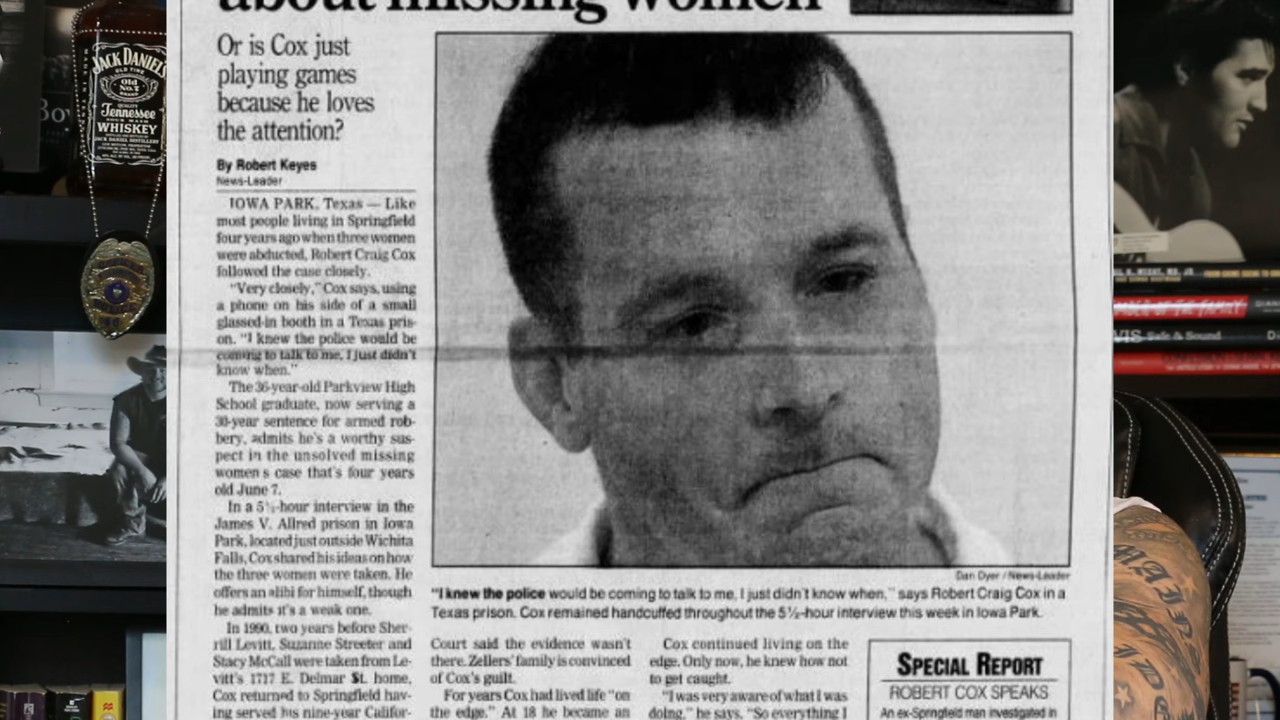 about missing women
Or is Cox just
playing games
because he loves
the attention?
By Robert Keyes
News-Leader
IOWA PARK, Texas — Like
most people living in Springfield
four years ago when three women
were abducted, Robert Craig Cox
followed the case closely.
"Very closely," Cox says, using
a phone on his side of a small
glassed-in booth in a Texas pris-
on. "I knew the police would be
coming to talk to me, I just didn't
know when."
The 36-year-old Parkview High
School graduate, now serving a
30-year sentence for armed rob-
bery, admits he's a worthy sus-
pect in the unsolved missing
women s case that's four years
old June 7.
In a 5½-hour interview in the
James V. Allred prison in Iowa
Park, located just outside Wichita
Falls, Cox shared his ideas on how
the three women were taken. He
offers an alibi for himself, though
he admits it's a weak one.
In 1990, two years before Sher-
rill Levitt, Suzanne Streeter and
Stacy McCall were taken from Le-
vitt's 1717 E. Delmar St. home,
Cox returned to Springfield hav-
ing served his nine-year Califor-
Dan Dyer / News-Leader
"I knew the police would be coming to talk to me, I just didn't know when," says Robert Craig Cox in a
Texas prison. Cox remained handcuffed throughout the 5½-hour interview this week in Iowa Park.
Court said the evidence wasn't
there. Zellers' family is convinced
of Cox's guilt.
For years Cox had lived life "on
the edge." At 18 he became an
Cox continued living on the
edge. Only now, he knew how not
to get caught.
"I was very aware of what I was
doing," he says. "So everything I
SPECIAL REPORT
ROBERT COX SPEAKS
An ex-Springfield man investigated in
JACK DANIEL'S
OLD TIME
Old
No.7
BRAND
QUALITY
Tennessee
WHISKEY
Safe & Sound